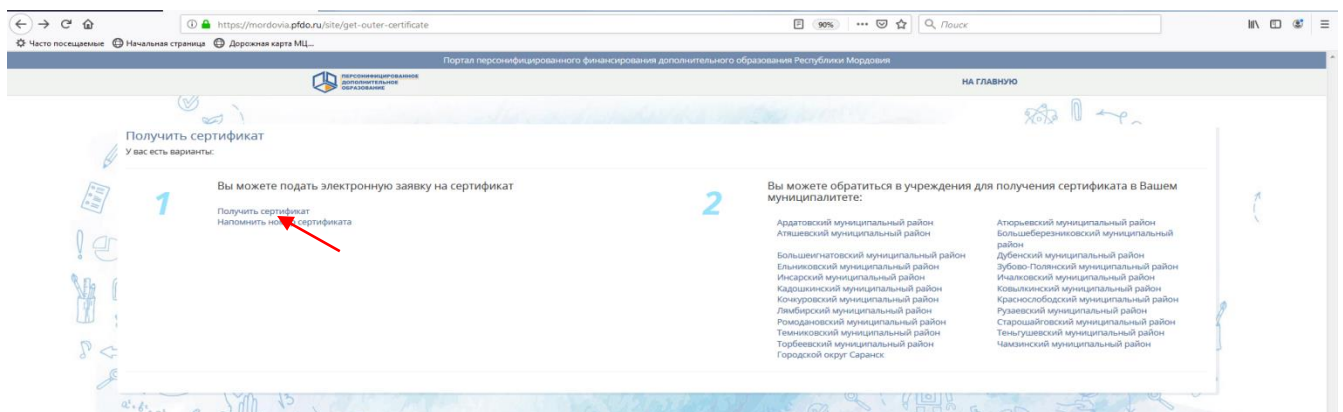 https://mordovia.pfdo.ru/site/get-outer-certificate
90%
Поиск
Часто посещаемые
Начальная страница
Дорожная карта МЦ...
Портал персонифицированного финансирования дополнительного образования Республики Мордовия
ПЕРСОНИФИЦИРОВАННОЕ
ДОПОЛНИТЕЛЬНОЕ
ОБРАЗОВАНИЕ
НА ГЛАВНУЮ
Получить сертификат
У вас есть варианты:
1
Вы можете подать электронную заявку на сертификат
Получить сертификат
Напомнить сертификата
2
Вы можете обратиться в учреждения для получения сертификата в Вашем
муниципалитете:
Ардатовский муниципальный район
Атяшевский муниципальный район
Большеигнатовский муниципальный район
Ельниковский муниципальный район
Инсарский муниципальный район
Кадошкинский муниципальный район
Кочкуровский муниципальный район
Лямбирский муниципальный район
Ромодановский муниципальный район
Темниковский муниципальный район
Торбеевский муниципальный район
Городской округ Саранск
Атюрьевский муниципальный район
Большеберезниковский муниципальный
район
Дубенский муниципальный район
Зубово-Полянский муниципальный район
Ичалковский муниципальный район
Ковылкинский муниципальный район
Краснослободский муниципальный район
Рузаевский муниципальный район
Старошайговский муниципальный район
Теньгушевский муниципальный район
Чамзинский муниципальный район